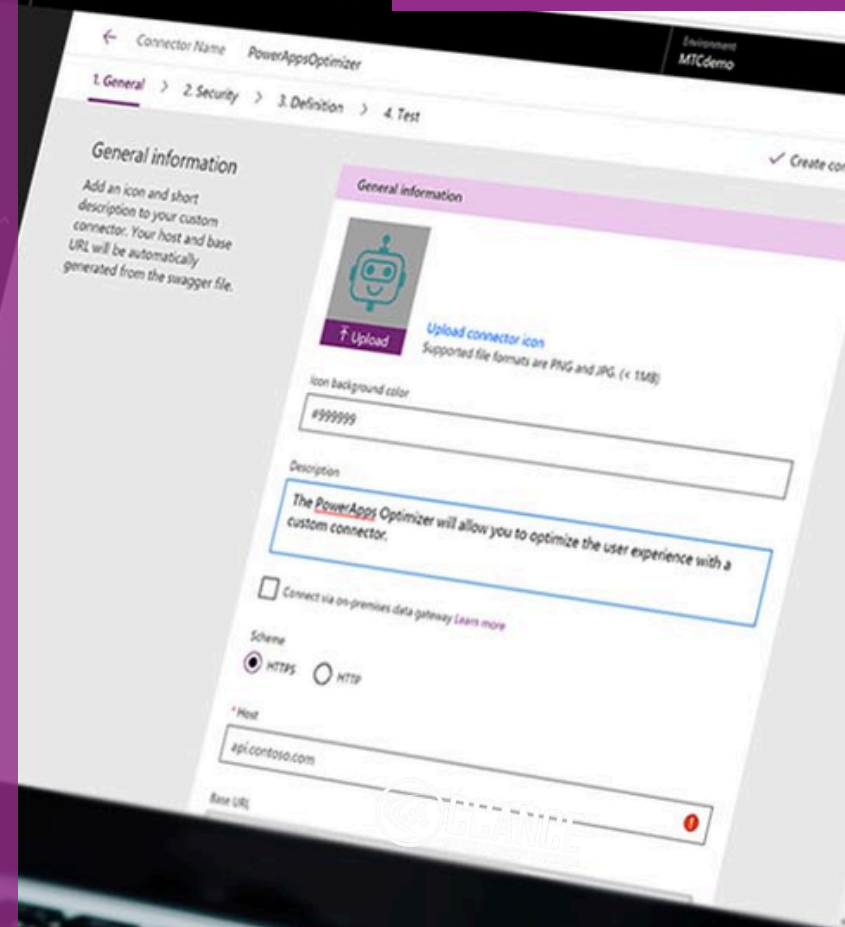 Environment
MTCdemo
Connector Name PowerAppsOptimizer
1. General > 2. Security > 3. Definition > 4. Test
Create
General information
Add an icon and short
description to your custom
connector. Your host and base
URL will be automatically
generated from the swagger file.
General information
Upload
Upload connector icon
Supported file formats are PNG and JPG. (< 1MB)
Icon background color
#999999
Description
The PowerApps Optimizer will allow you to optimize the user experience with a
custom connector.
Connect via on-premises data gateway Learn more
Scheme
HTTPS HTTP
* Host
api.contoso.com
Base URL